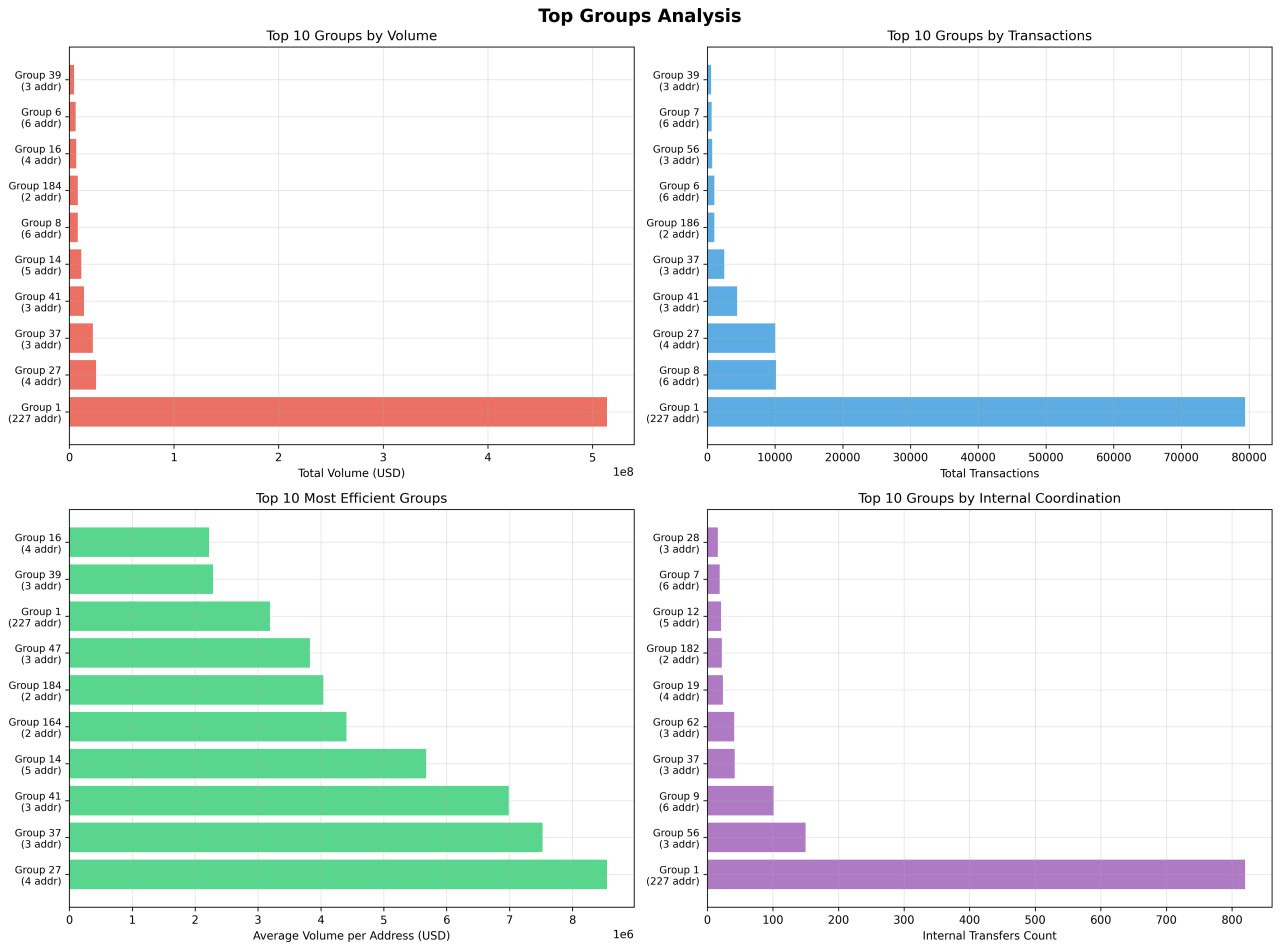 Top Groups Analysis
Top 10 Groups by Volume
Group 39
(3 addr)
Group 6
(6 addr)
Group 16
(4 addr)
Group 184
(2 addr)
Group 8
(6 addr)
Group 14
(5 addr)
Group 41
(3 addr)
Group 37
(3 addr)
Group 27
(4 addr)
Group 1
(227 addr)
0 1 2 3 4 5
Total Volume (USD)
1e8
Top 10 Groups by Transactions
Group 39
(3 addr)
Group 7
(6 addr)
Group 56
(3 addr)
Group 6
(6 addr)
Group 186
(2 addr)
Group 37
(3 addr)
Group 41
(3 addr)
Group 27
(4 addr)
Group 8
(6 addr)
Group 1
(227 addr)
0 10000 20000 30000 40000 50000 60000 70000 80000
Total Transactions
Top 10 Most Efficient Groups
Group 16
(4 addr)
Group 39
(3 addr)
Group 1
(227 addr)
Group 47
(3 addr)
Group 184
(2 addr)
Group 164
(2 addr)
Group 14
(5 addr)
Group 41
(3 addr)
Group 37
(3 addr)
Group 27
(4 addr)
0 1 2 3 4 5 6 7 8
Average Volume per Address (USD)
1e6
Top 10 Groups by Internal Coordination
Group 28
(3 addr)
Group 7
(6 addr)
Group 12
(5 addr)
Group 182
(2 addr)
Group 19
(4 addr)
Group 62
(3 addr)
Group 37
(3 addr)
Group 9
(6 addr)
Group 56
(3 addr)
Group 1
(227 addr)
0 100 200 300 400 500 600 700 800
Internal Transfers Count